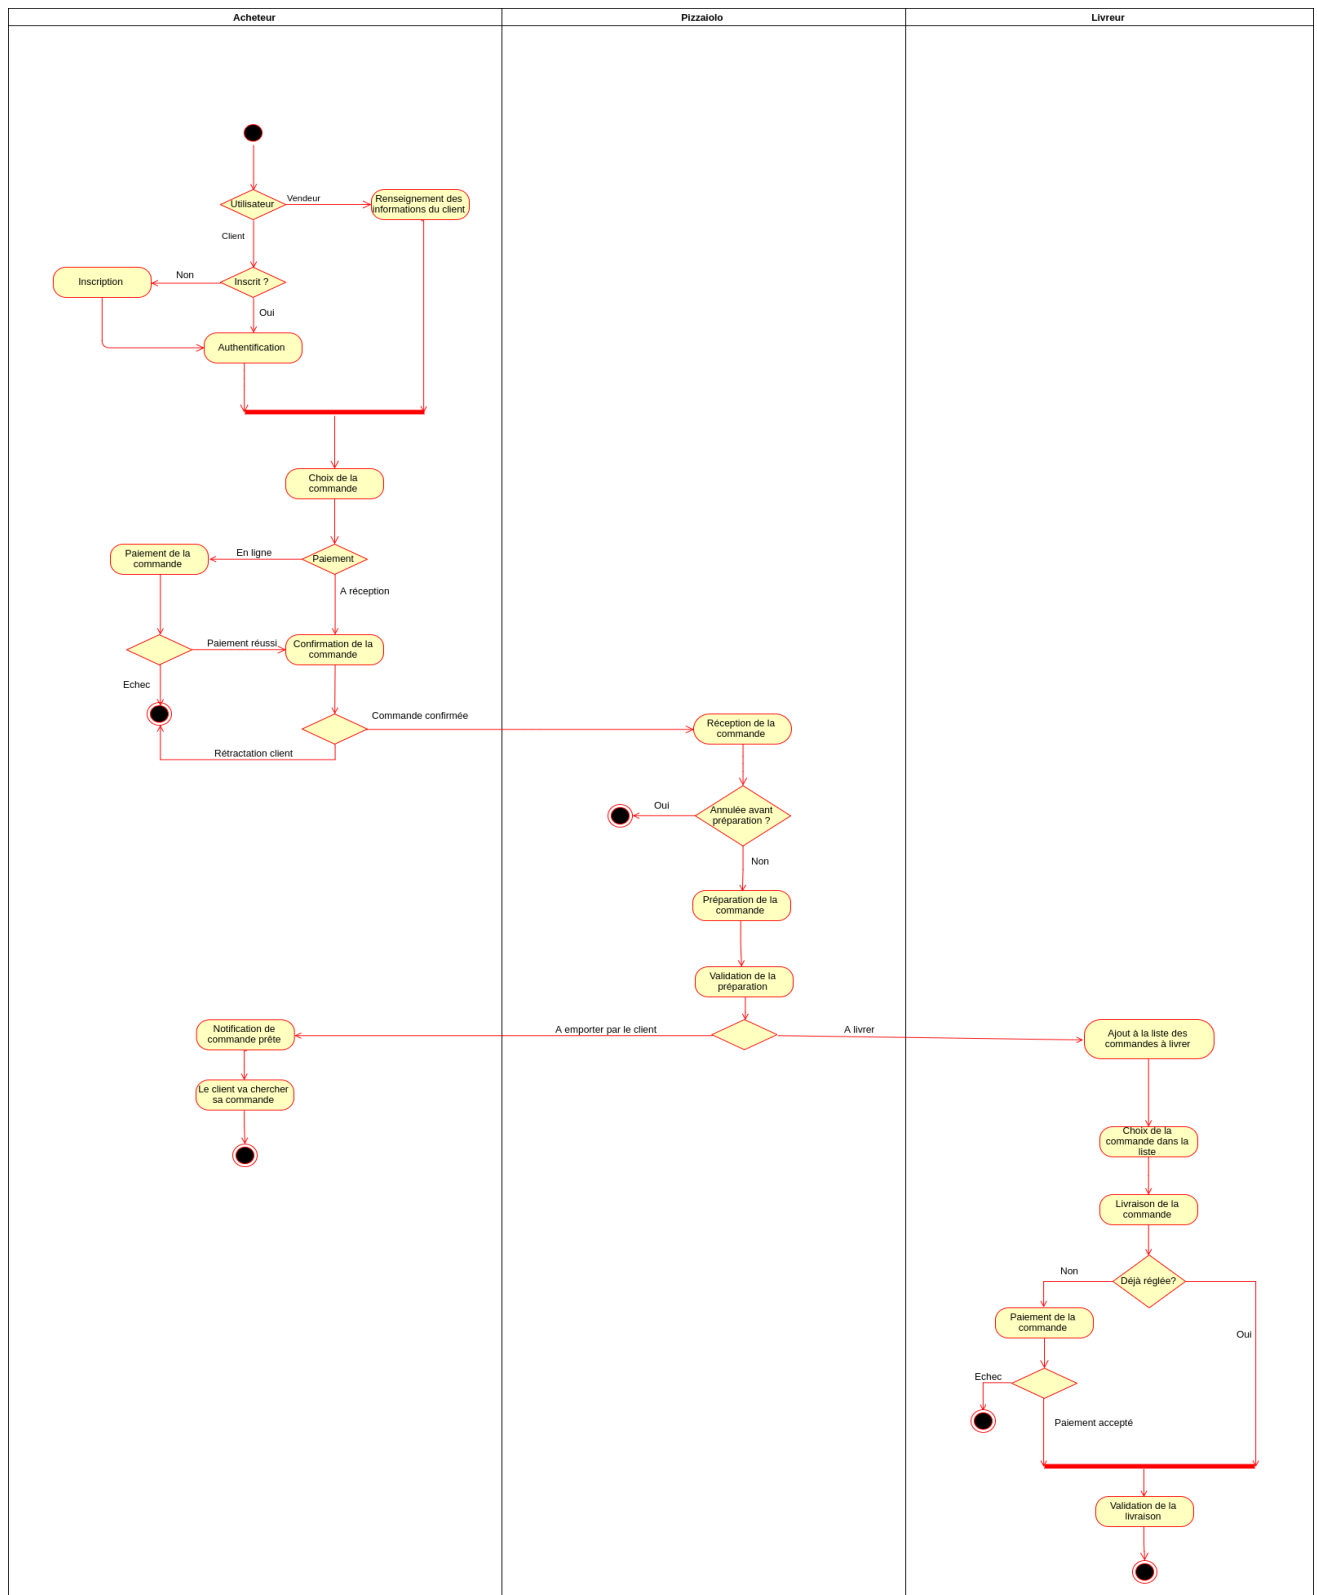 Acheteur
Pizzaiolo
Livreur
Utilisateur
Vendeur
Renseignement des
informations du client
Client
Inscription
Non
Inscrit ?
Oui
Authentification
Choix de la
commande
Paiement de la
commande
En ligne
Paiement
A réception
Paiement réussi
Confirmation de la
commande
Echec
Commande confirmée
Rétractation client
Réception de la
commande
Oui
Annulée avant
préparation ?
Non
Préparation de la
commande
Validation de la
préparation
Notification de
commande prête
A emporter par le client
A livrer
Ajout à la liste des
commandes à livrer
Le client va chercher
sa commande
Choix de la
commande dans la
liste
Livraison de la
commande
Non
Déjà réglée?
Paiement de la
commande
Oui
Echec
Paiement accepté
Validation de la
livraison